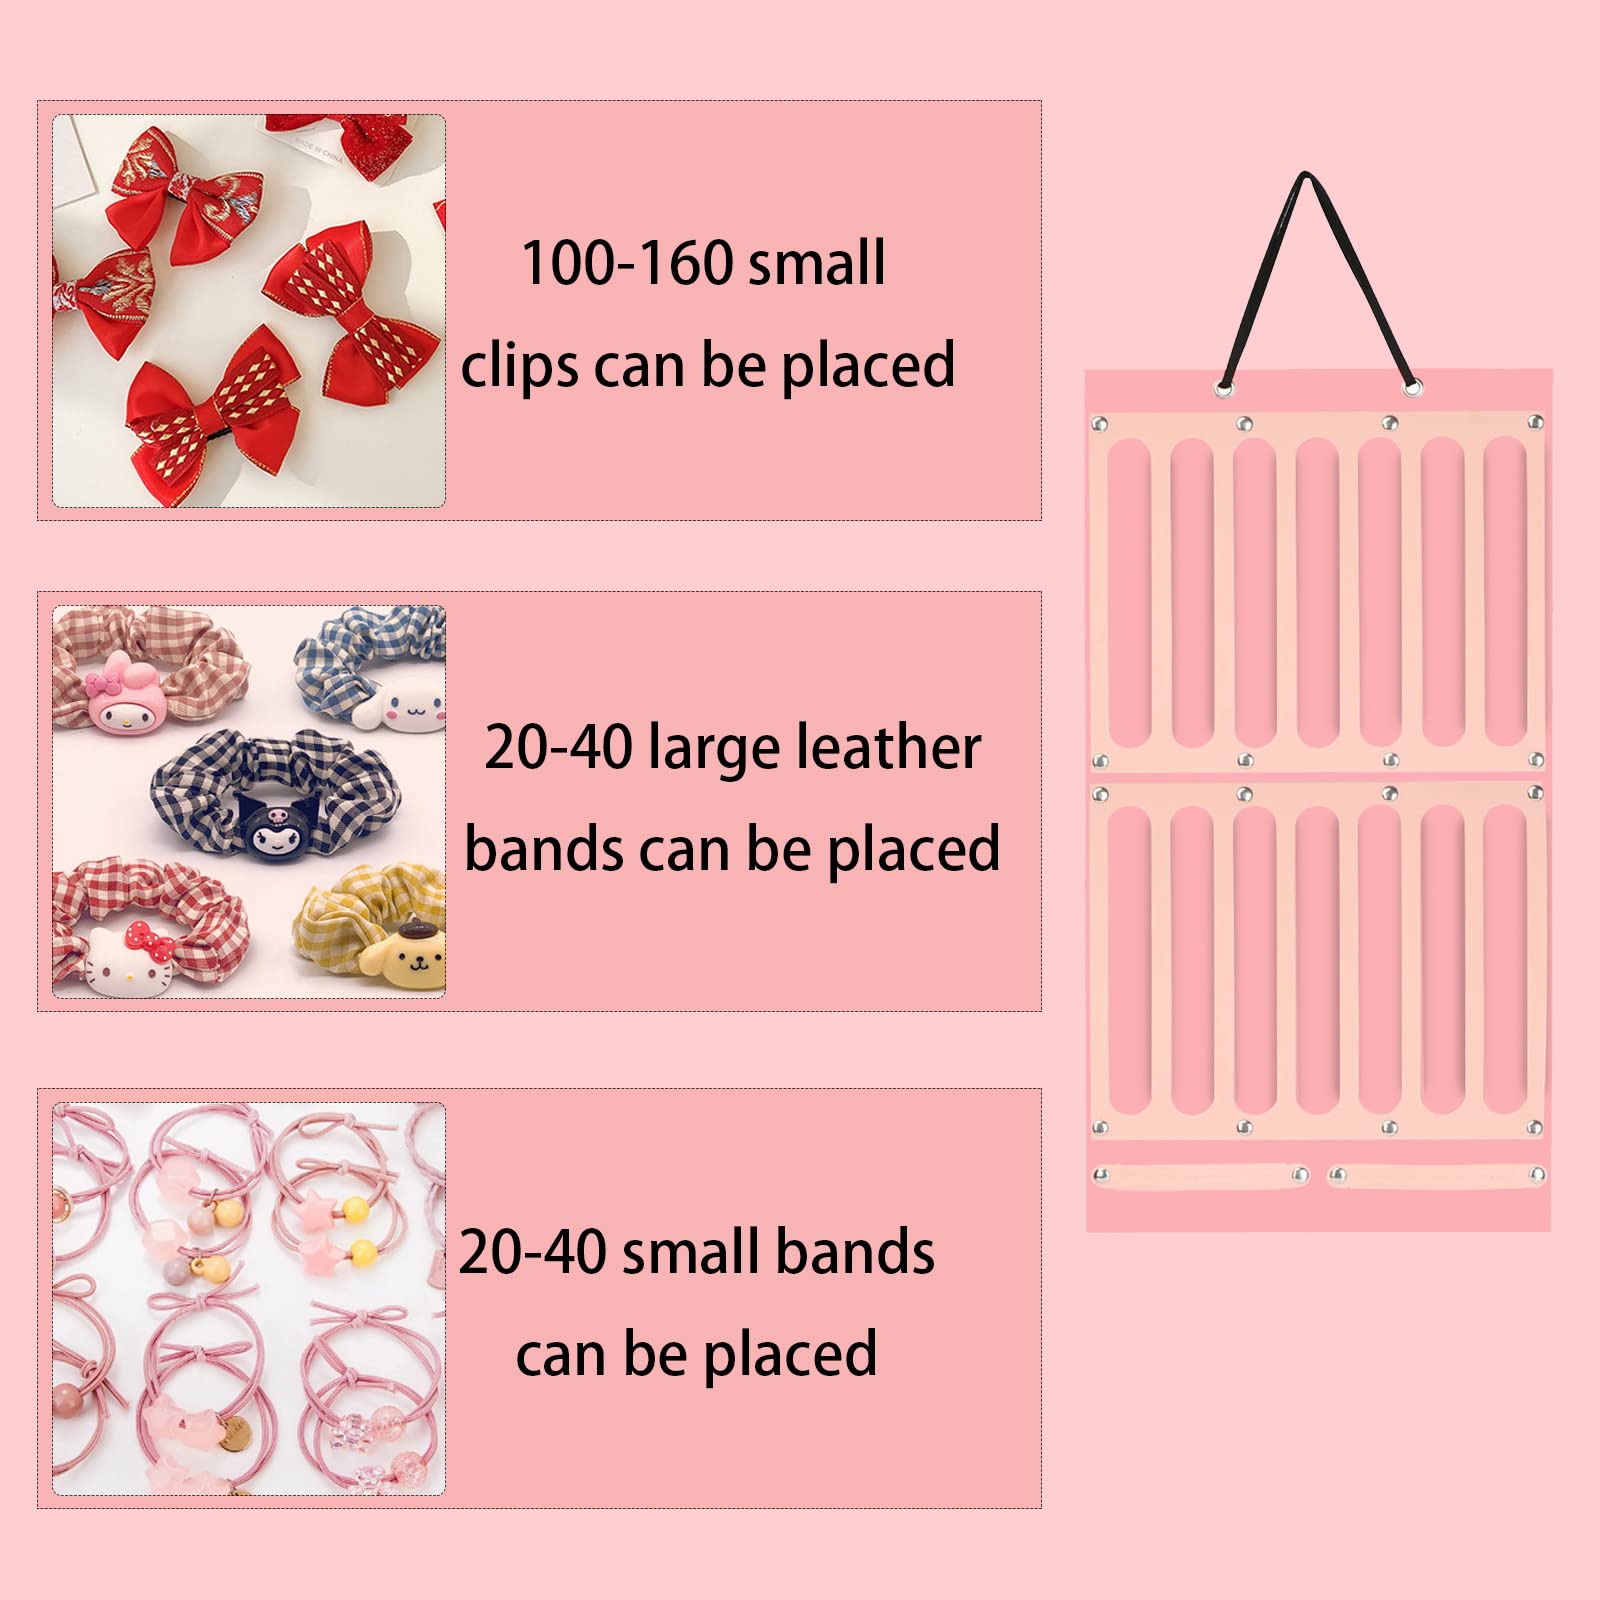 MADE IN CHINA
100-160 small
clips can be placed
20-40 large leather
bands can be placed
20-40 small bands
can be placed